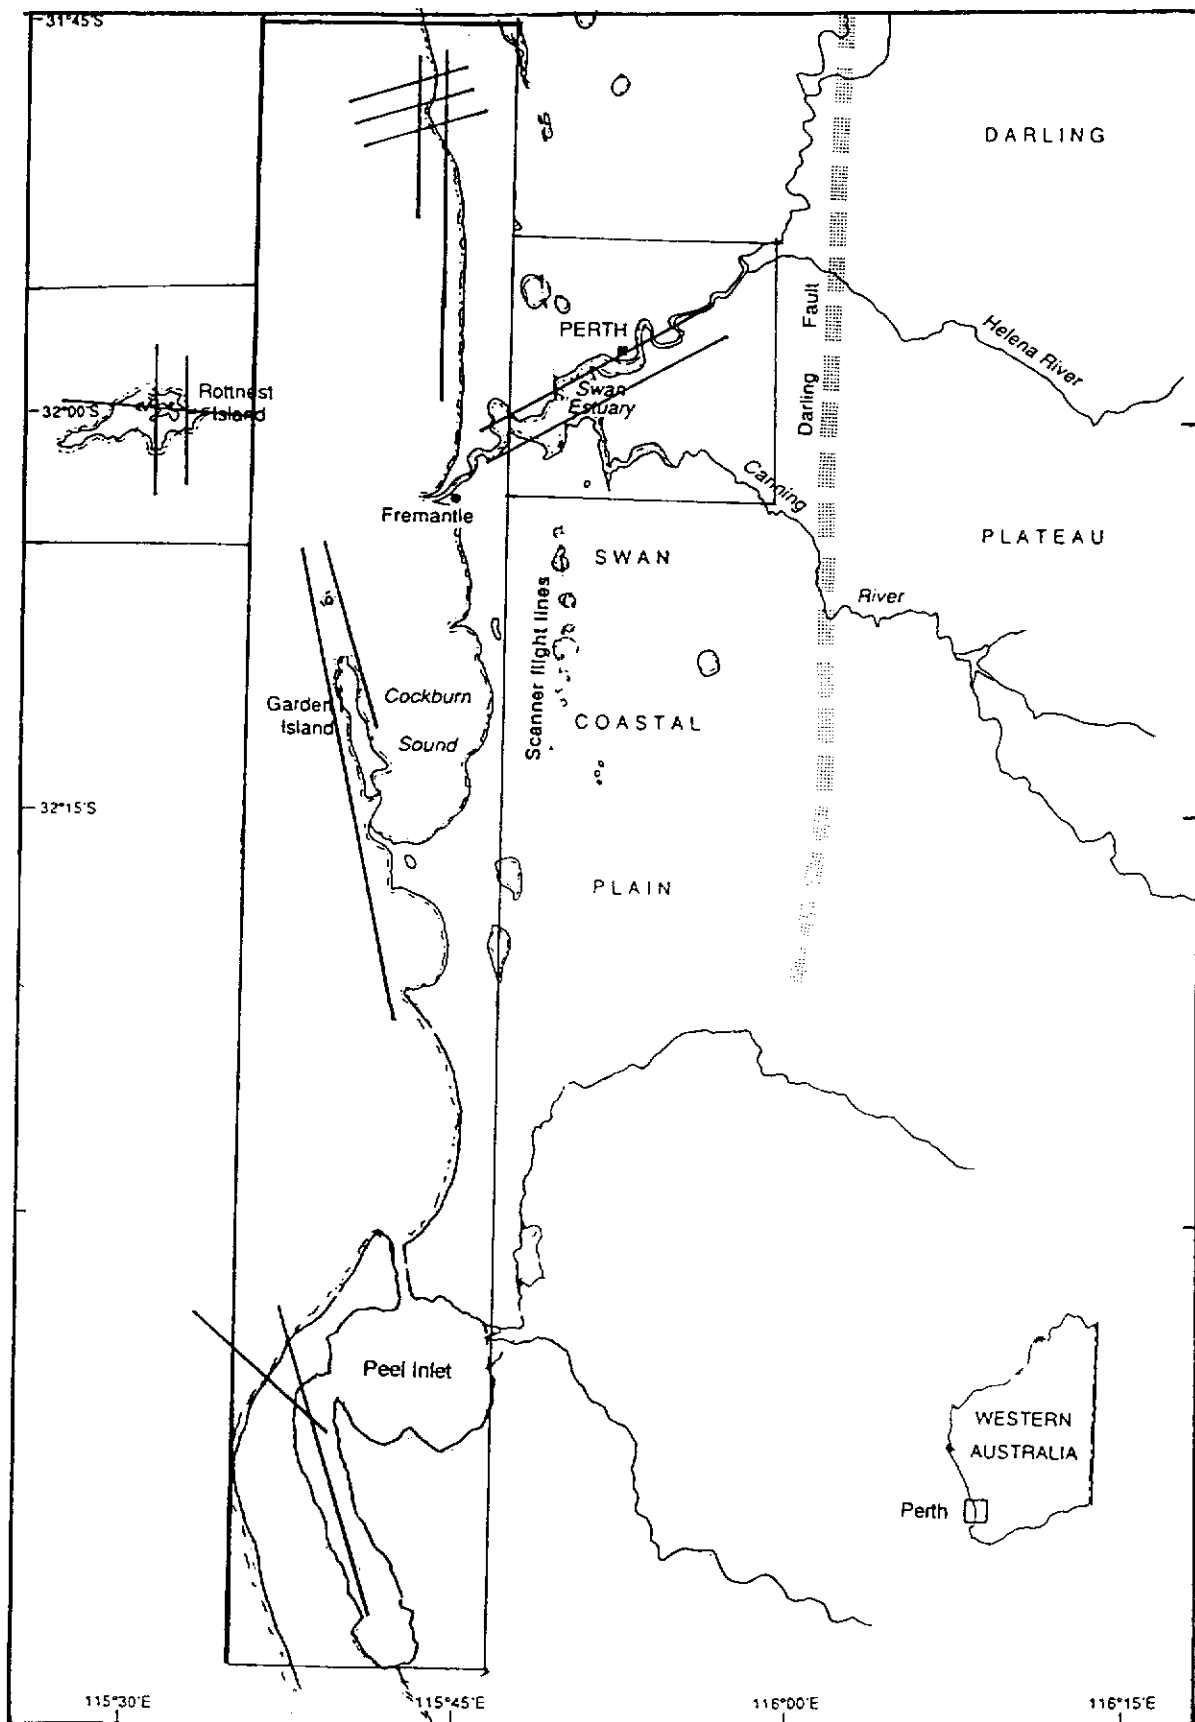 31°45'S
DARLING
Fault
Helena River
PERTH
Rottnest
Island
32°00'S
Swan
Estuary
Darling
Canning
Fremantle
SWAN
PLATEAU
River
Scanner flight lines
Garden
Island
Cockburn
Sound
COASTAL
32°15'S
PLAIN
Peel Inlet
WESTERN
AUSTRALIA
Perth
115°30'E
115°45'E
116°00'E
116°15'E